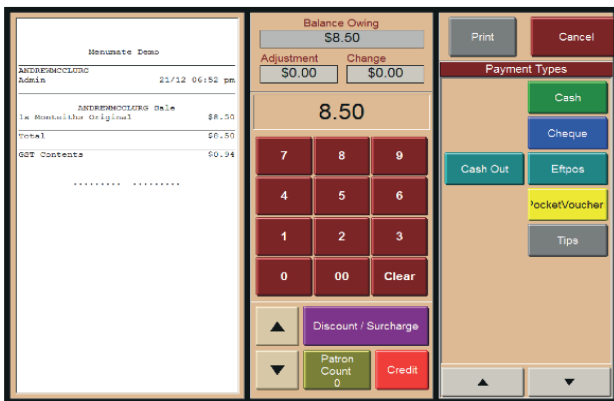 Menumate Demo
ANDREWMCCLURG
Admin 21/12 06:52 pm
ANDREWMCCLURG Sale
1x Monteiths Original $8.50
Total $8.50
GST Contents $0.94
......... .........
Balance Owing
$8.50
Adjustment Change
$0.00 $0.00
8.50
7 8 9
4 5 6
1 2 3
0 00 Clear
Discount / Surcharge
Patron
Count
0
Credit
Print Cancel
Payment Types
Cash
Cheque
Cash Out Eftpos
PocketVoucher
Tips